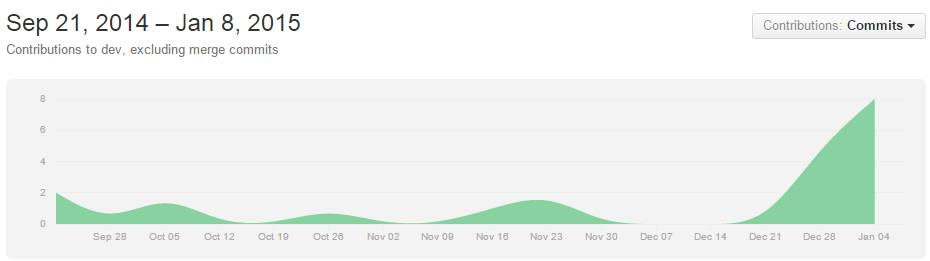 Sep 21, 2014 – Jan 8, 2015
Contributions: Commits
Contributions to dev, excluding merge commits
8
6
4
2
0
Sep 28 Oct 05 Oct 12 Oct 19 Oct 26 Nov 02 Nov 09 Nov 16 Nov 23 Nov 30 Dec 07 Dec 14 Dec 21 Dec 28 Jan 04